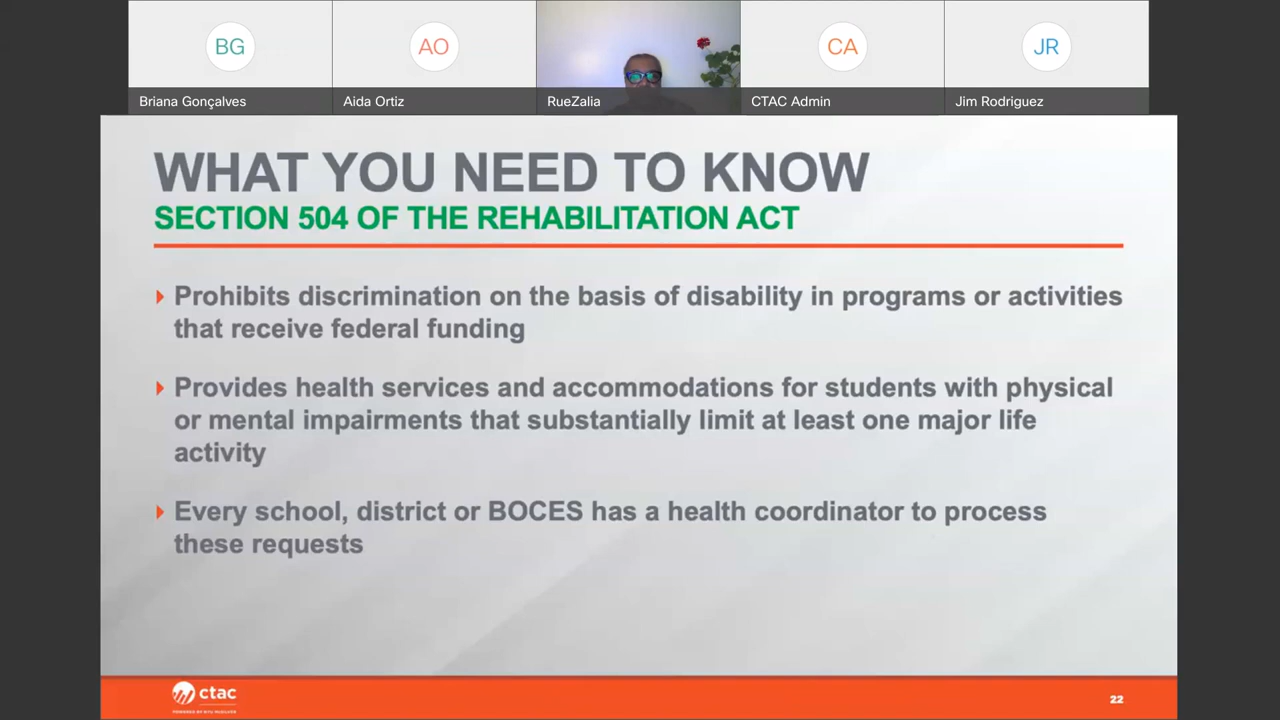 BG
AO
CA
JR
Briana Gonçalves
Aida Ortiz
RueZalia
CTAC Admin
Jim Rodriguez
WHAT YOU NEED TO KNOW
SECTION 504 OF THE REHABILITATION ACT
Prohibits discrimination on the basis of disability in programs or activities
that receive federal funding
Provides health services and accommodations for students with physical
or mental impairments that substantially limit at least one major life
activity
Every school, district or BOCES has a health coordinator to process
these requests
ctac
22